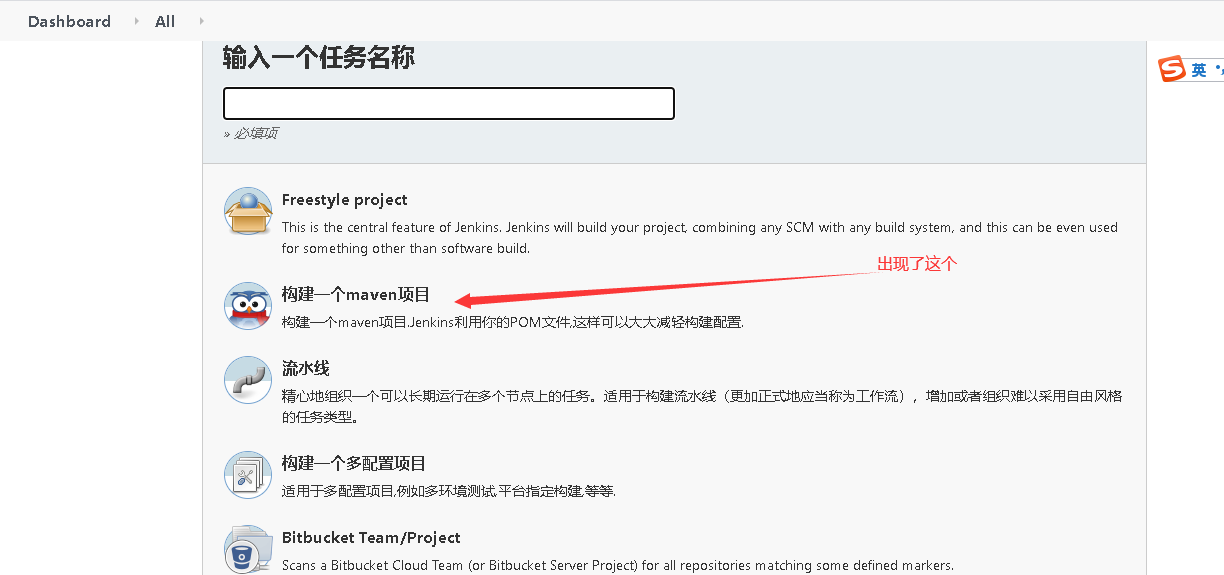 Dashboard All
输入一个任务名称
英
» 必填项
Freestyle project
This is the central feature of Jenkins. Jenkins will build your project, combining any SCM with any build system, and this can be even used
for something other than software build.
出现了这个
构建一个maven项目
构建一个maven项目.Jenkins利用你的POM文件,这样可以大大减轻构建配置.
流水线
精心地组织一个可以长期运行在多个节点上的任务。适用于构建流水线（更加正式地应当称为工作流），增加或者组织难以采用自由风格
的任务类型。
构建一个多配置项目
适用于多配置项目,例如多环境测试,平台指定构建,等等.
Bitbucket Team/Project
Scans a Bitbucket Cloud Team (or Bitbucket Server Project) for all repositories matching some defined markers.